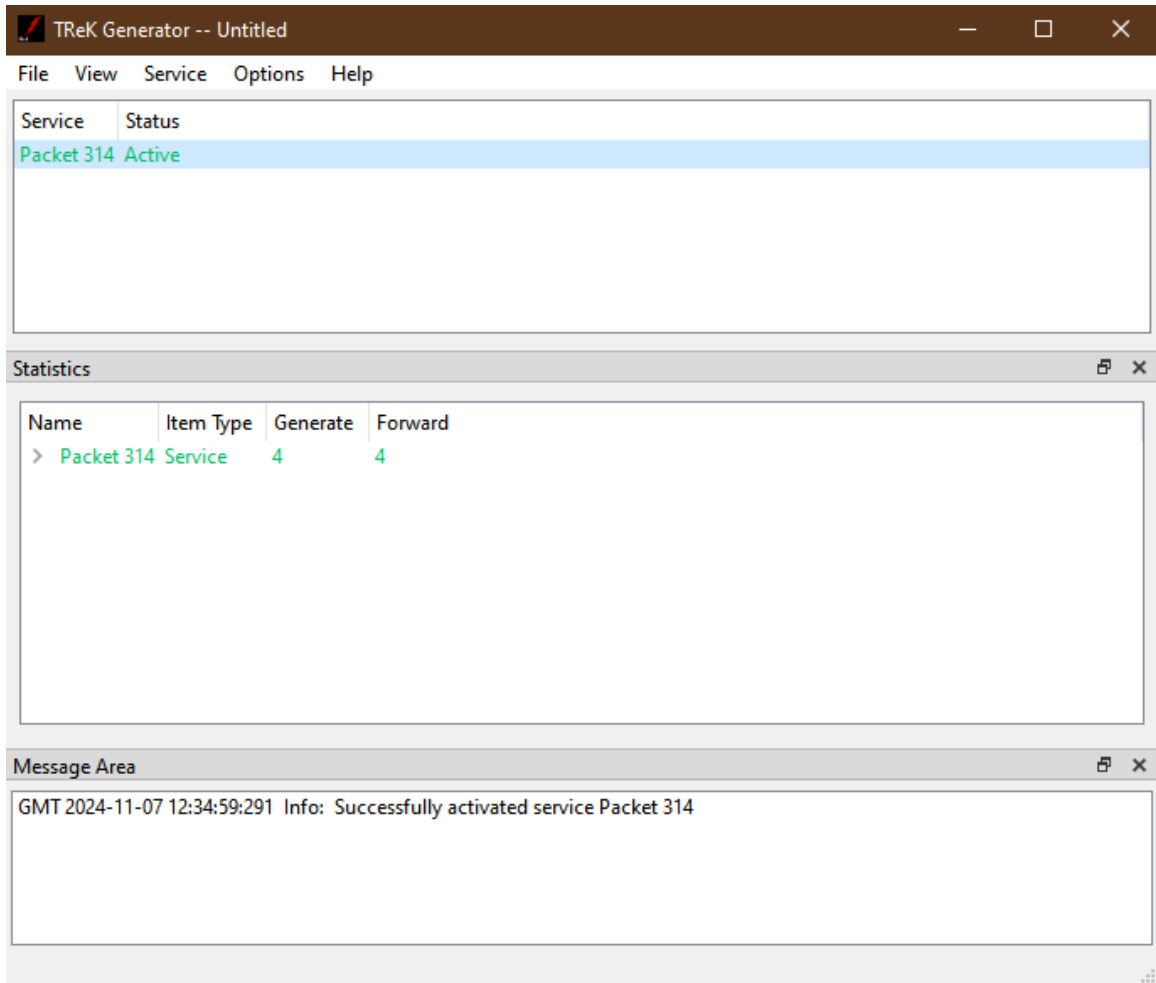 TReK Generator -- Untitled
File View Service Options Help
Service Status
Packet 314 Active
Statistics
Name Item Type Generate Forward
Packet 314 Service 4 4
Message Area
GMT 2024-11-07 12:34:59:291 Info: Successfully activated service Packet 314